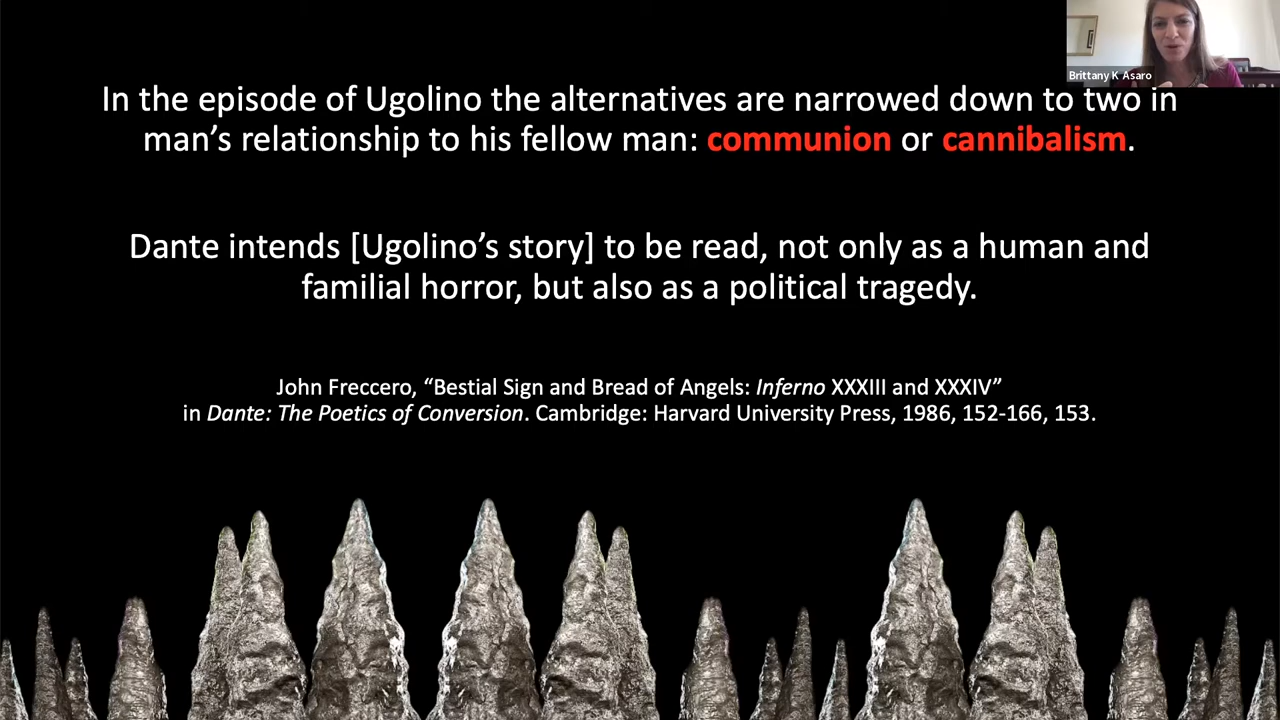 Brittany K Asaro
In the episode of Ugolino the alternatives are narrowed down to two in
man’s relationship to his fellow man: communion or cannibalism.
Dante intends [Ugolino’s story] to be read, not only as a human and
familial horror, but also as a political tragedy.
John Freccero, “Bestial Sign and Bread of Angels: Inferno XXXIII and XXXIV”
in Dante: The Poetics of Conversion. Cambridge: Harvard University Press, 1986, 152-166, 153.